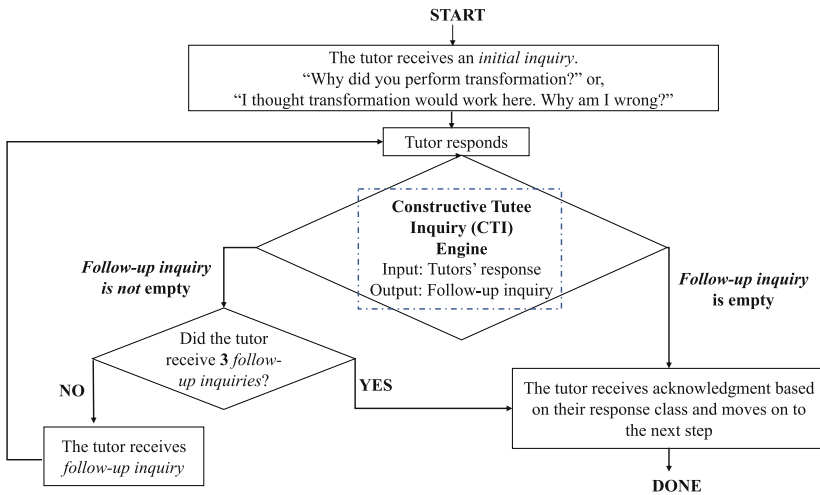 START
The tutor receives an initial inquiry.
“Why did you perform transformation?” or,
“I thought transformation would work here. Why am I wrong?”
Tutor responds
Constructive Tutee
Inquiry (CTI)
Engine
Input: Tutors’ response
Output: Follow-up inquiry
Follow-up inquiry
is not empty
Follow-up inquiry
is empty
Did the tutor
receive 3 follow-
up inquiries?
NO
YES
The tutor receives
follow-up inquiry
The tutor receives acknowledgment based
on their response class and moves on to
the next step
DONE